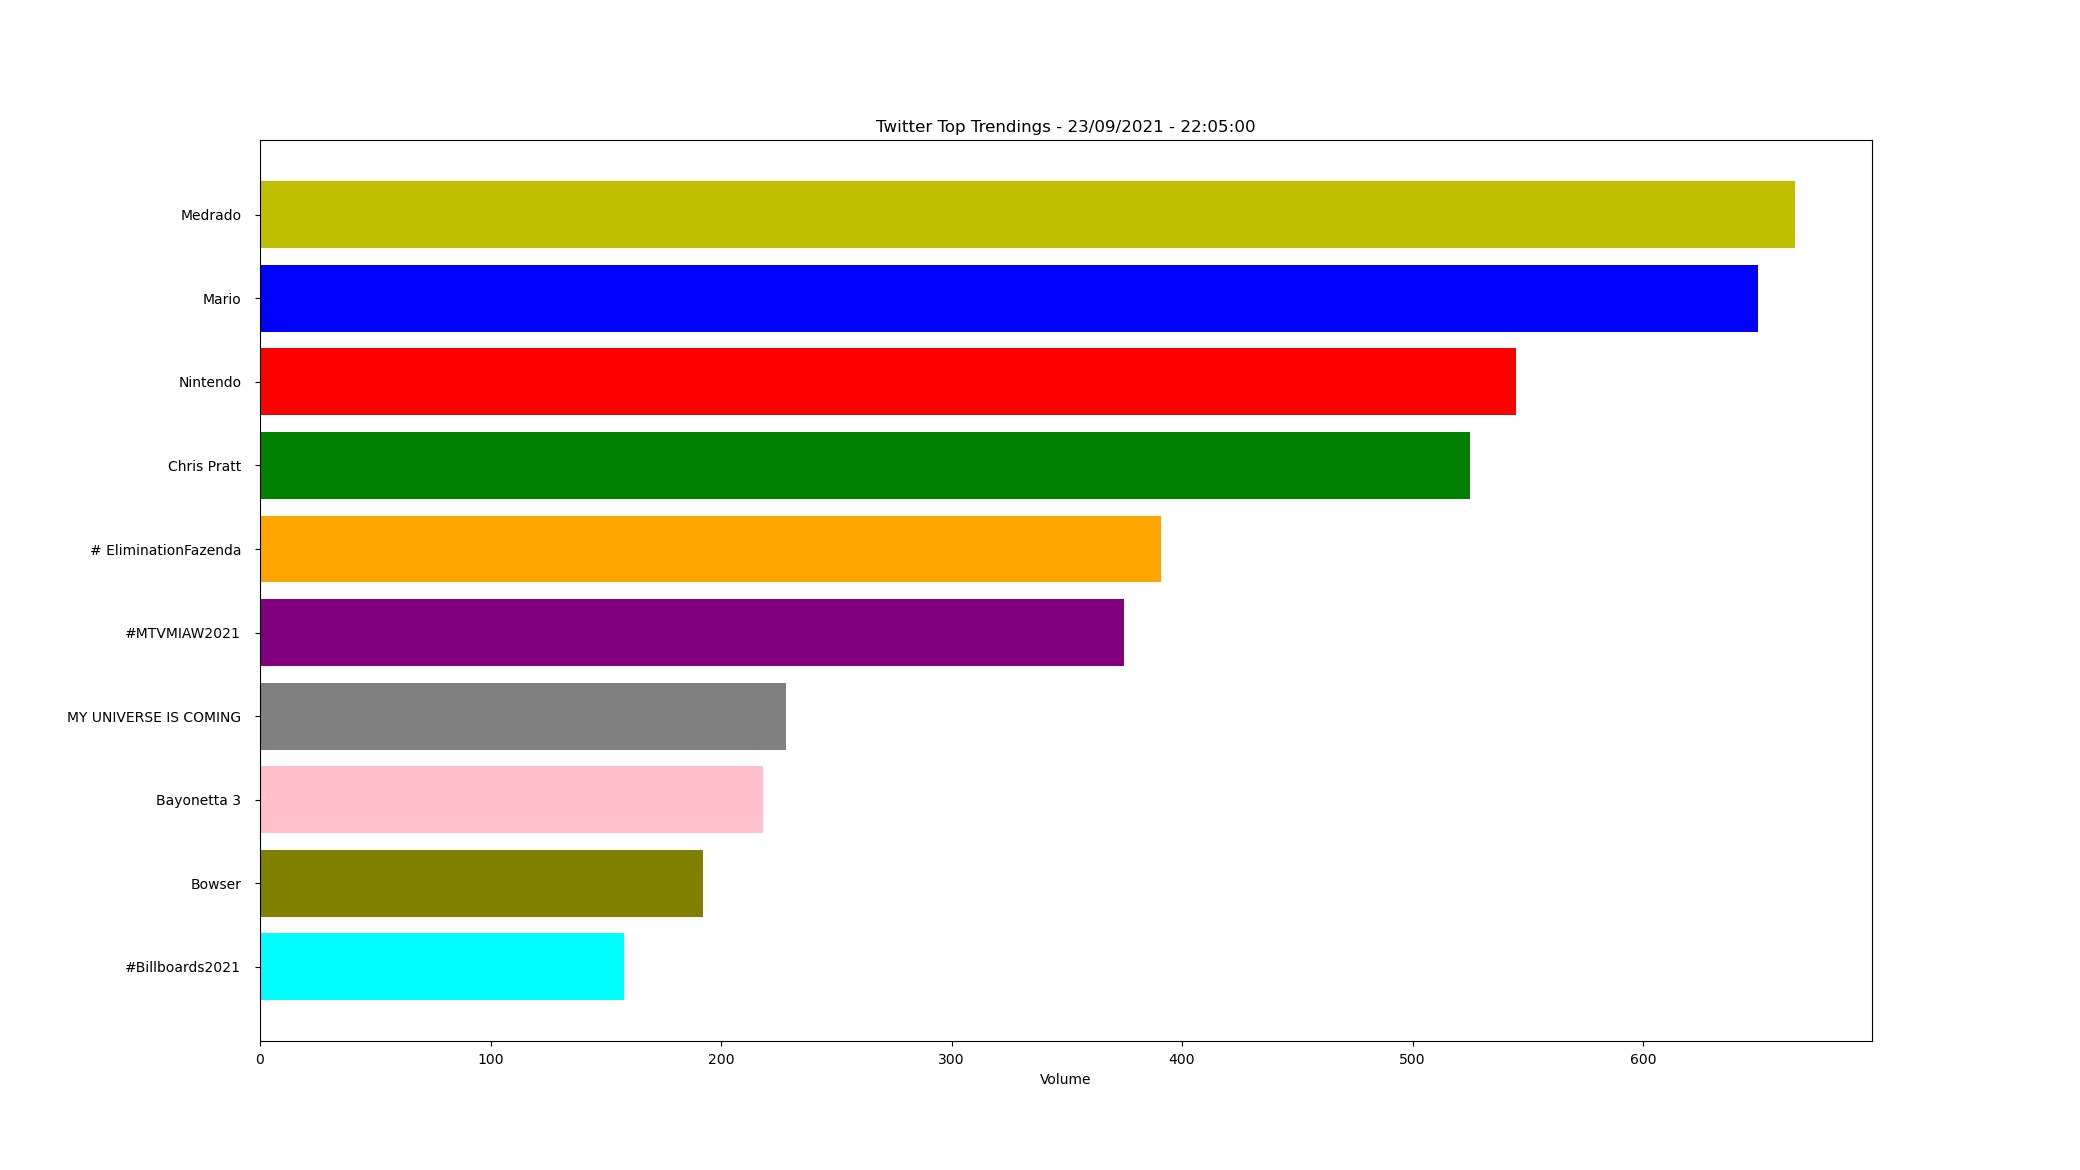 Twitter Top Trendings - 23/09/2021 - 22:05:00
Medrado
Mario
Nintendo
Chris Pratt
# EliminationFazenda
#MTVMIAW2021
MY UNIVERSE IS COMING
Bayonetta 3
Bowser
#Billboards2021
0 100 200 300 400 500 600
Volume